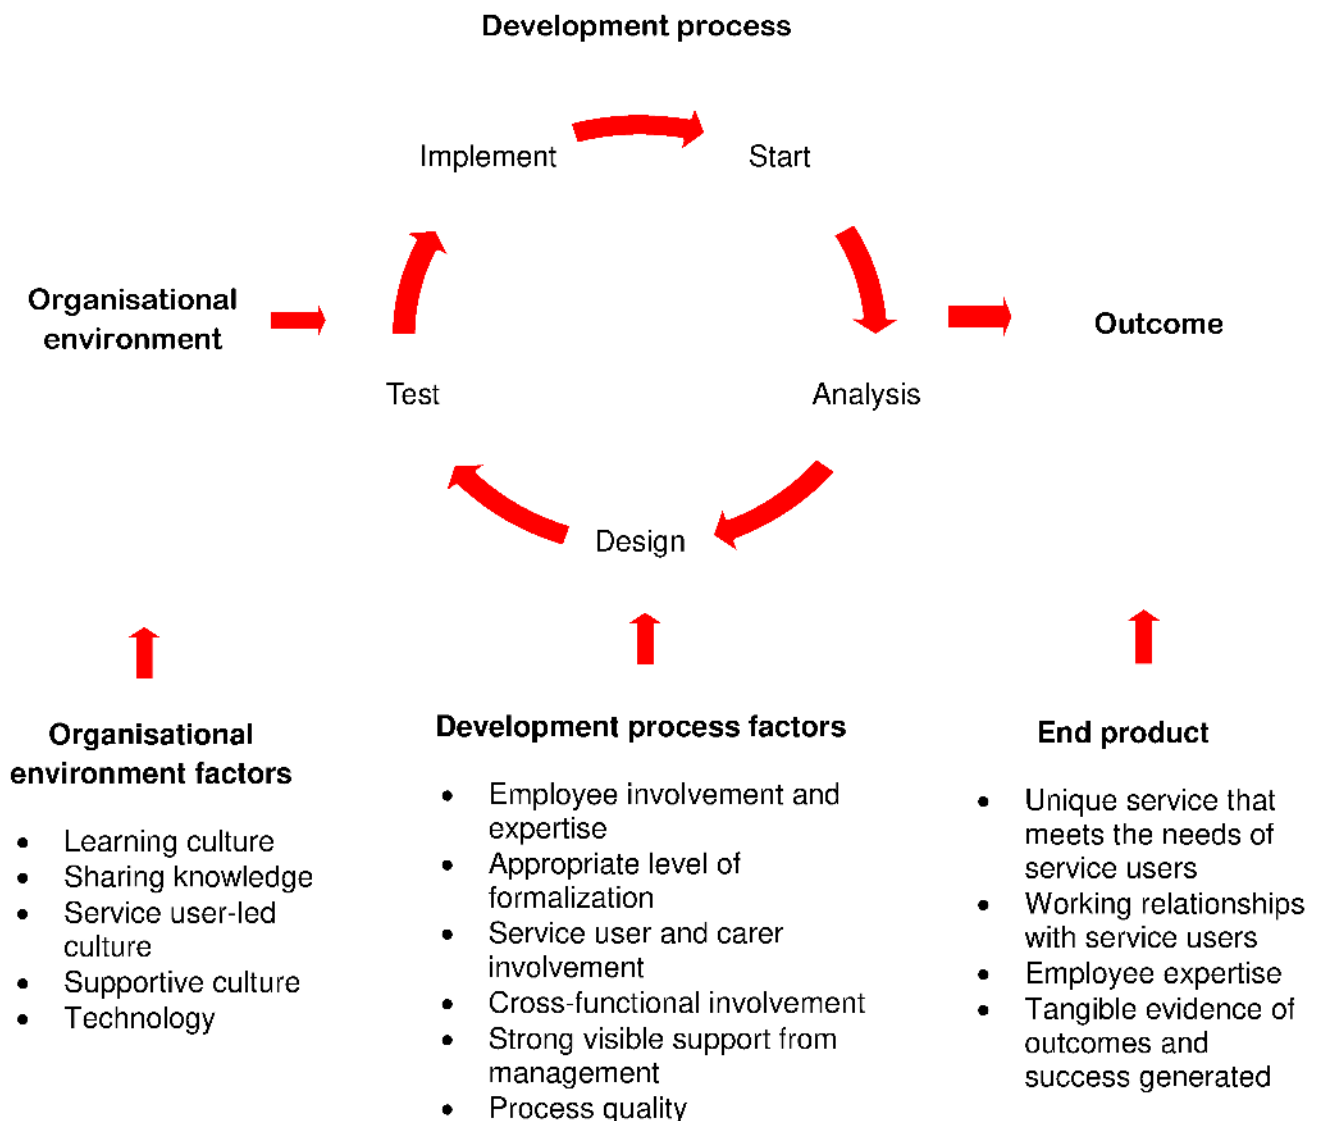 Development process
Implement
Start
Organisational
environment
Outcome
Test
Analysis
Design
Organisational
environment factors
• Learning culture
• Sharing knowledge
• Service user-led
culture
• Supportive culture
• Technology
Development process factors
• Employee involvement and
expertise
• Appropriate level of
formalization
• Service user and carer
involvement
• Cross-functional involvement
• Strong visible support from
management
• Process quality
End product
• Unique service that
meets the needs of
service users
• Working relationships
with service users
• Employee expertise
• Tangible evidence of
outcomes and
success generated